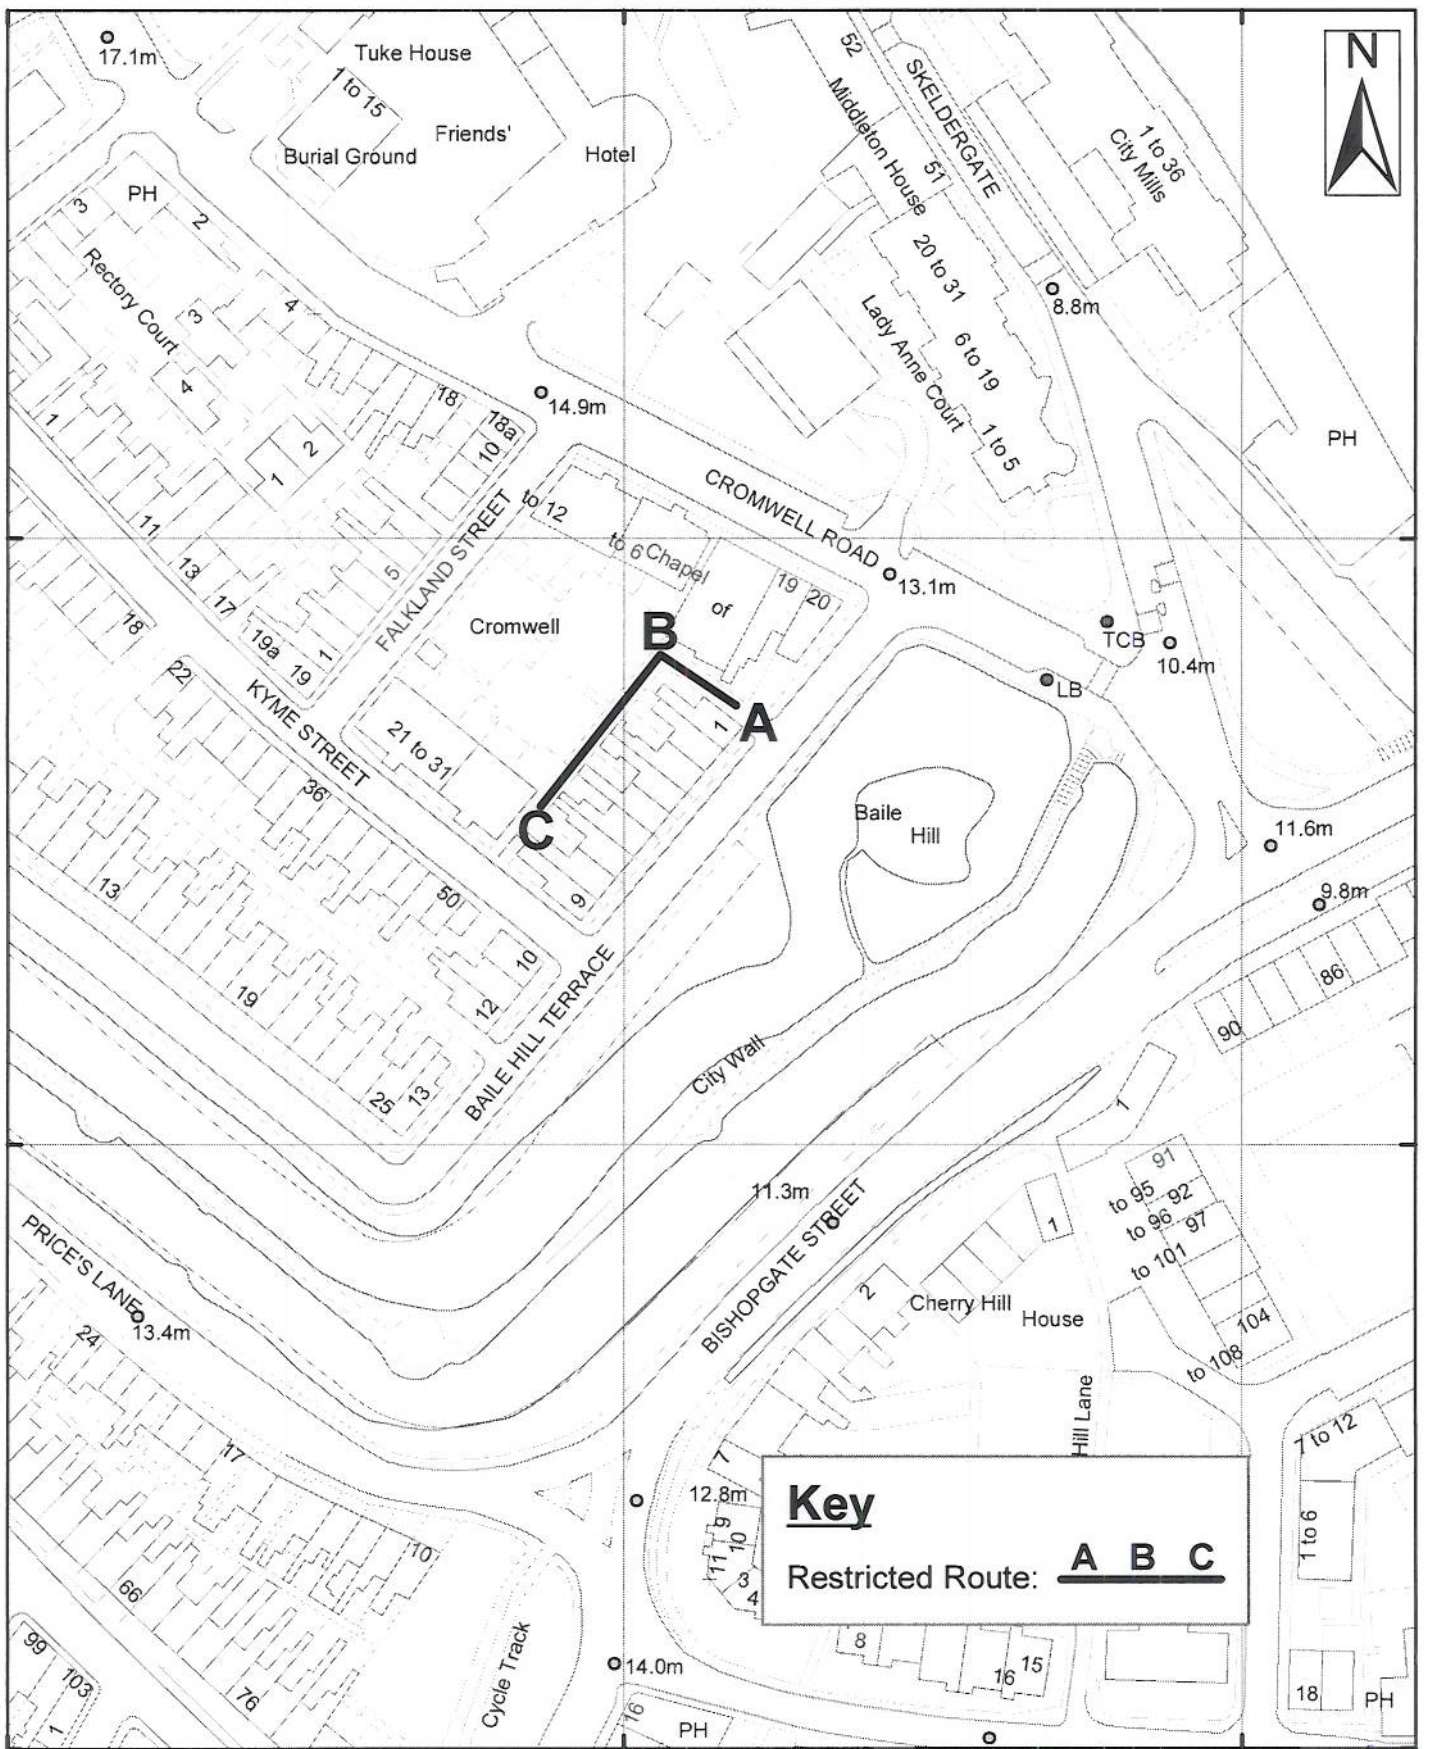 17.1m
Tuke House
1 to 15
Friends'
Burial Ground
Hotel
52
SKELDERGATE
Middleton House
51
1 to 36
City Mills
N
PH
3
2
Rectory Court
3
4
4
20 to 31
Lady Anne Court
6 to 19
1 to 5
8.8m
PH
14.9m
18
18a
10
1
2
1
11
13
17
19a
19
1
5
FALKLAND STREET
to 12
to 6
Chapel
of
19
20
CROMWELL ROAD
13.1m
TCB
10.4m
LB
Cromwell
B
A
1
C
18
22
KYME STREET
21 to 31
36
50
9
10
12
BAILE HILL TERRACE
Baile
Hill
11.6m
9.8m
86
90
13
19
25
13
City Wall
1
91
to 95
92
to 96
97
to 101
104
to 108
11.3m
BISHOPGATE STREET
1
2
Cherry Hill
House
PRICE'S LANE
13.4m
24
17
Hill Lane
7 to 12
7
12.8m
9
10
11
3
4
1 to 6
Key
Restricted Route:
A B C
10
66
76
99
103
1
Cycle Track
14.0m
16
PH
8
16
15
18
PH